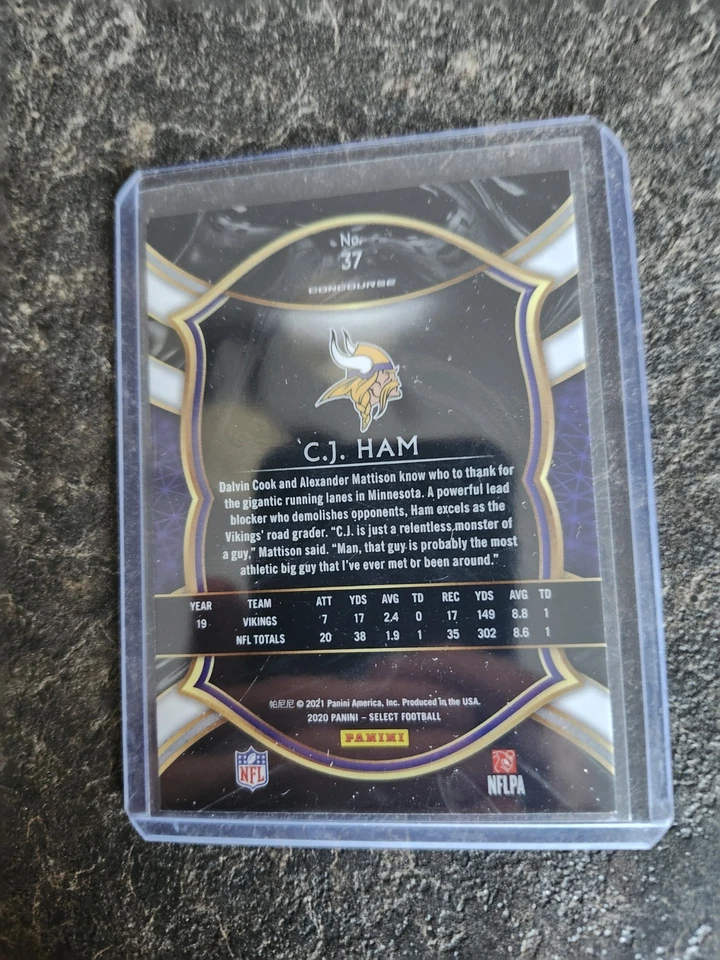 No.
37
CONCOURSE
C.J. HAM
Dalvin Cook and Alexander Mattison know who to thank for
the gigantic running lanes in Minnesota. A powerful lead
blocker who demolishes opponents, Ham excels as the
Vikings' road grader. “C.J. is just a relentless monster of
a guy,” Mattison said. “Man, that guy is probably the most
athletic big guy that I've ever met or been around.”
YEAR TEAM ATT YDS AVG TD REC YDS AVG TD
19 VIKINGS 7 17 2.4 0 17 149 8.8 1
NFL TOTALS 20 38 1.9 1 35 302 8.6 1
帕尼尼 © 2021 Panini America, Inc. Produced in the USA.
2020 PANINI – SELECT FOOTBALL
PANINI
NFL
NFLPA